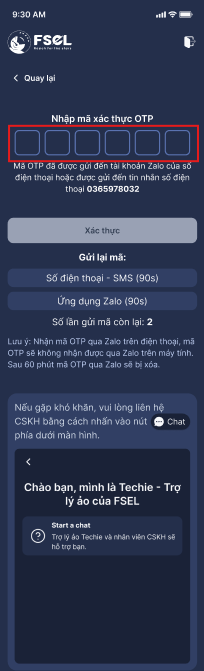 9:30 AM
FSEL
Reach for the stars
Quay lại
Nhập mã xác thực OTP
Mã OTP đã được gửi đến tài khoản Zalo của số
điện thoại hoặc được gửi đến tin nhắn số điện
thoại 0365978032
Xác thực
Gửi lại mã:
Số điện thoại - SMS (90s)
Ứng dụng Zalo (90s)
Số lần gửi mã còn lại: 2
Lưu ý: Nhận mã OTP qua Zalo trên điện thoại, mã
OTP sẽ không nhận được qua Zalo trên máy tính.
Sau 60 phút mã OTP qua Zalo sẽ bị xóa.
Nếu gặp khó khăn, vui lòng liên hệ
CSKH bằng cách nhấn vào nút Chat
phía dưới màn hình.
Chào bạn, mình là Techie - Trợ
lý ảo của FSEL
Start a chat
Trợ lý ảo Techie và nhân viên CSKH sẽ
hỗ trợ bạn.